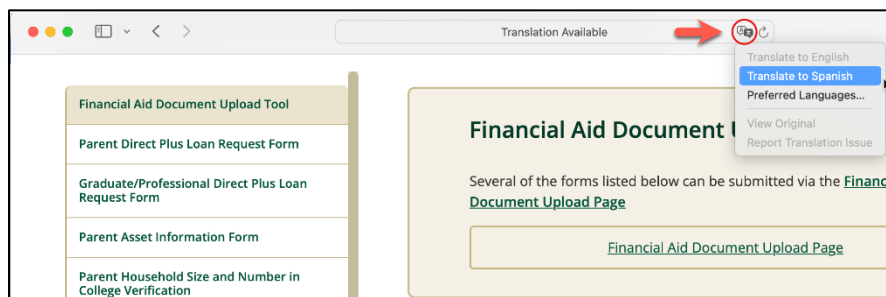 Translation Available
Translate to English
Translate to Spanish
Preferred Languages...
View Original
Report Translation Issue
Financial Aid Document Upload Tool
Parent Direct Plus Loan Request Form
Graduate/Professional Direct Plus Loan
Request Form
Parent Asset Information Form
Parent Household Size and Number in
College Verification
Financial Aid Document
Several of the forms listed below can be submitted via the
Document Upload Page
Financial Aid Document Upload Page